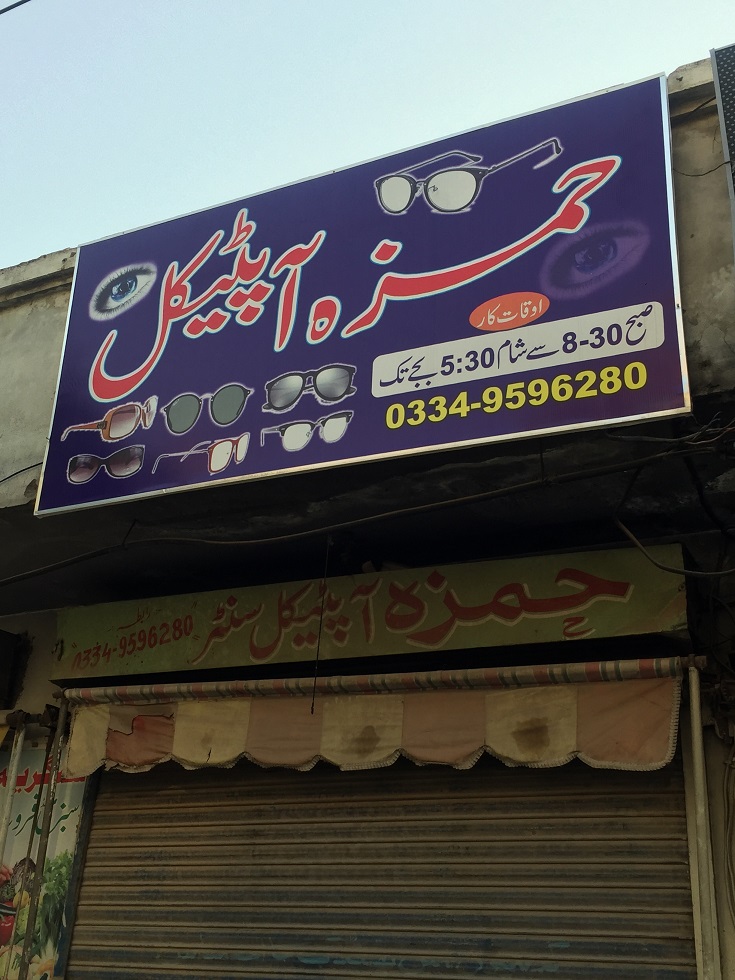 حمزہ آپٹیکل
اوقات کار
صبح 8-30 سے شام 5:30 بجے تک
0334-9596280
حمزہ آپٹیکل سنٹر
0334-9596280
سبزی